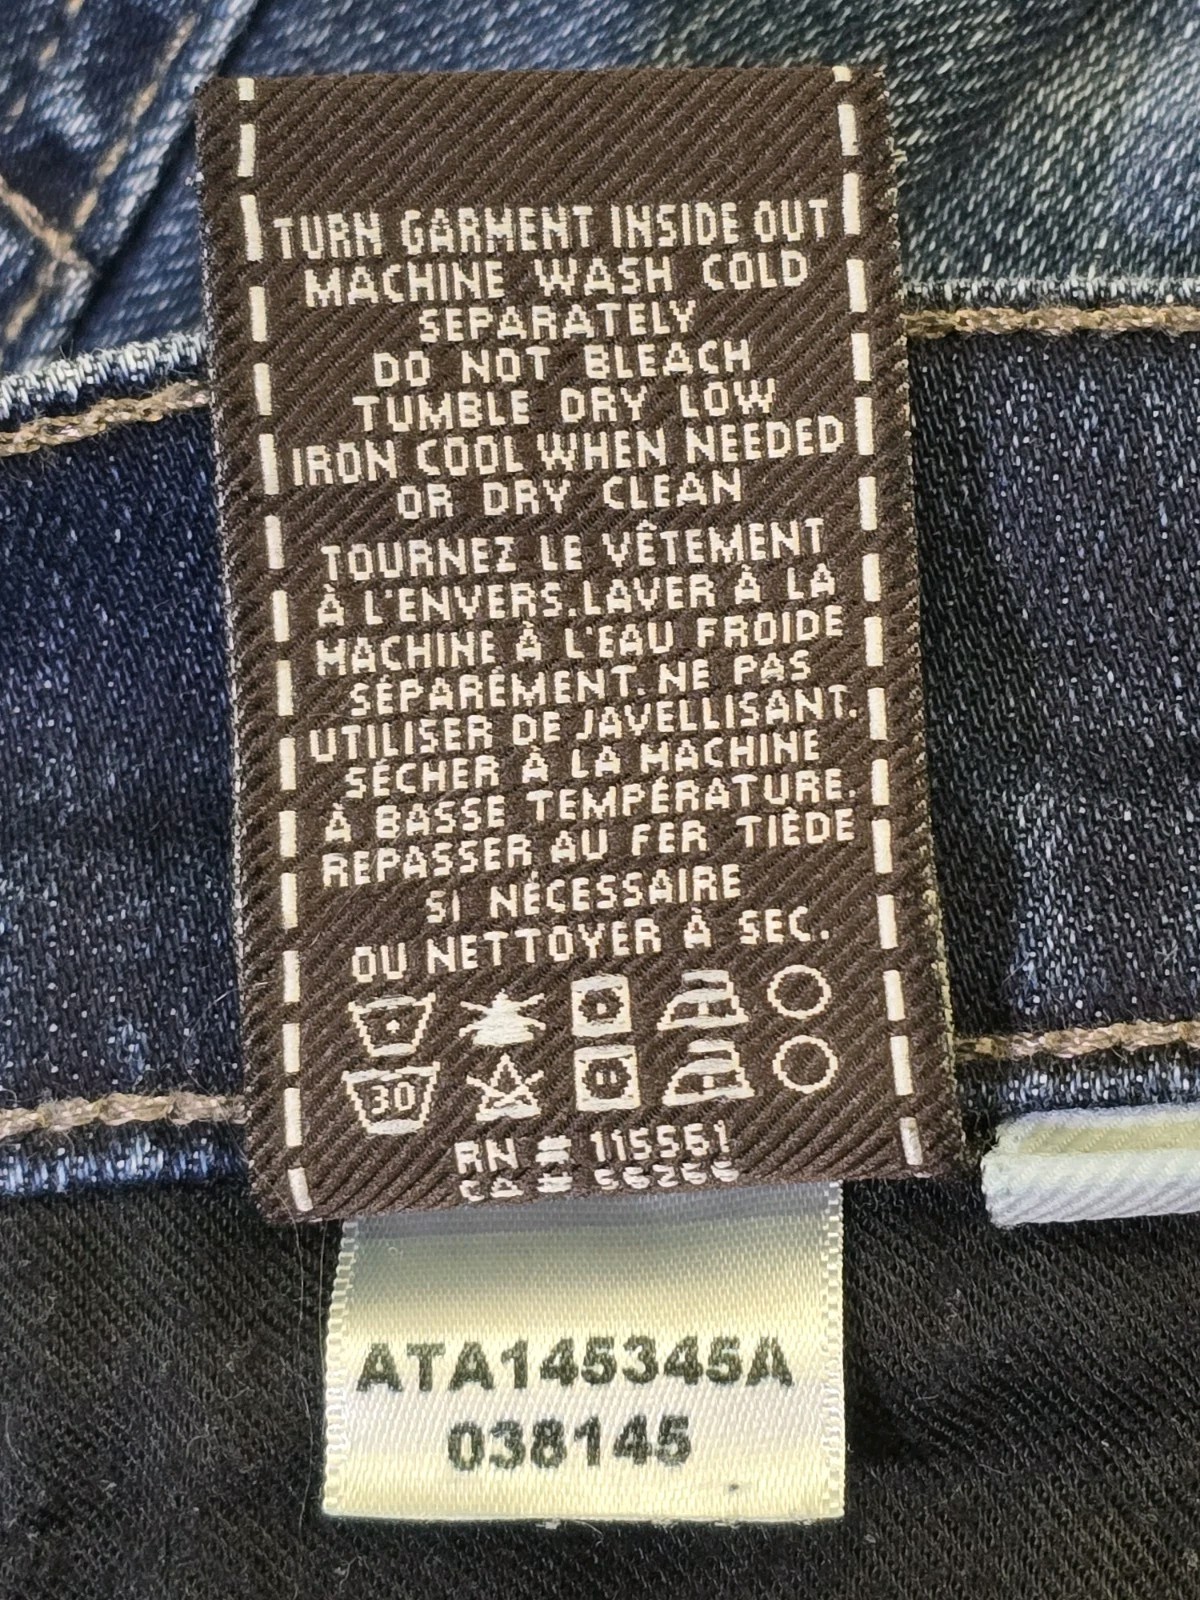 TURN GARMENT INSIDE OUT
MACHINE WASH COLD
SEPARATELY
DO NOT BLEACH
TUMBLE DRY LOW
IRON COOL WHEN NEEDED
OR DRY CLEAN
TOURNEZ LE VÊTEMENT
À L'ENVERS.LAVER À LA
MACHINE À L'EAU FROIDE
SÉPARÉMENT. NE PAS
UTILISER DE JAVELLISANT.
SÉCHER À LA MACHINE
À BASSE TEMPÉRATURE.
REPASSER AU FER TIÈDE
SI NÉCESSAIRE
OU NETTOYER À SEC.
30
RN # 115561
CA #
ATA145345A
038145